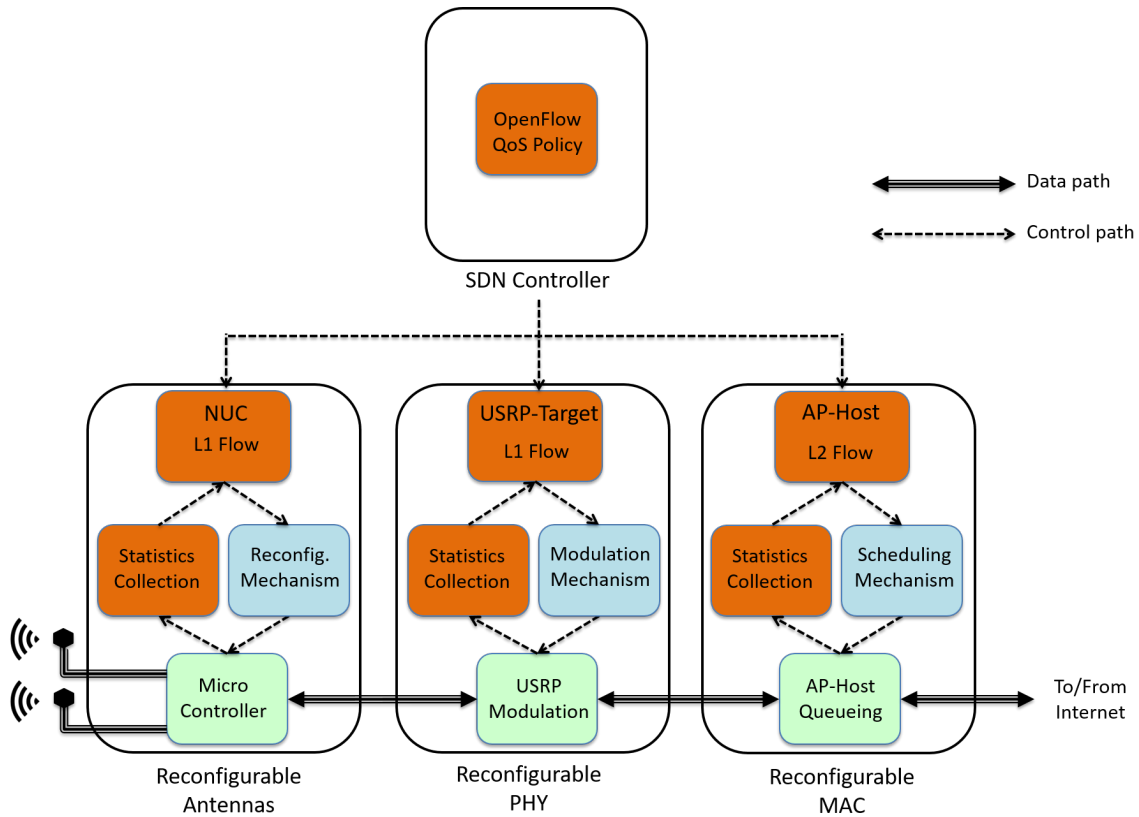 OpenFlow
QoS Policy
SDN Controller
Data path
Control path
NUC
L1 Flow
Statistics
Collection
Reconfig.
Mechanism
Micro
Controller
Reconfigurable
Antennas
USRP-Target
L1 Flow
Statistics
Collection
Modulation
Mechanism
USRP
Modulation
Reconfigurable
PHY
AP-Host
L2 Flow
Statistics
Collection
Scheduling
Mechanism
AP-Host
Queueing
Reconfigurable
MAC
To/From
Internet